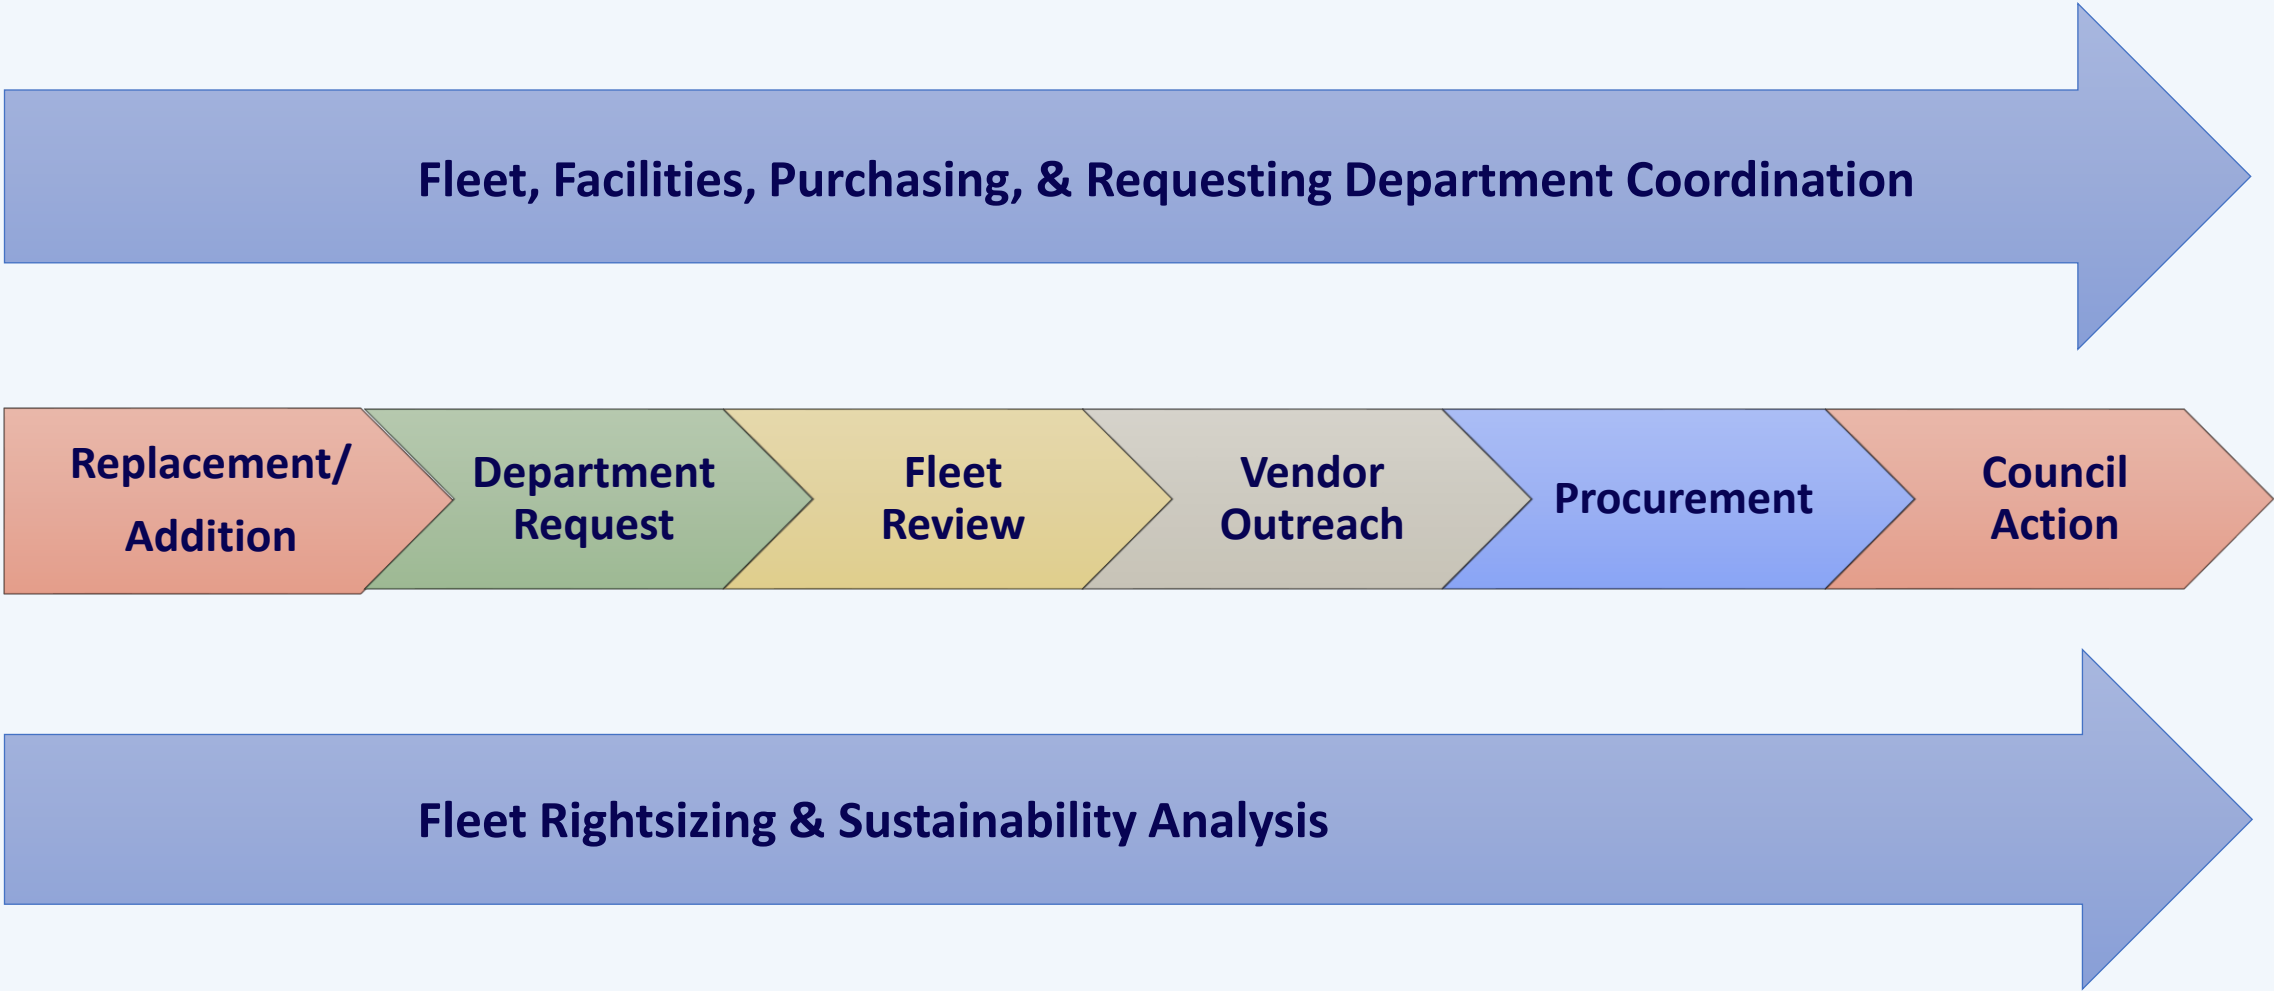 Fleet, Facilities, Purchasing, & Requesting Department Coordination
Replacement/
Addition
Department
Request
Fleet
Review
Vendor
Outreach
Procurement
Council
Action
Fleet Rightsizing & Sustainability Analysis